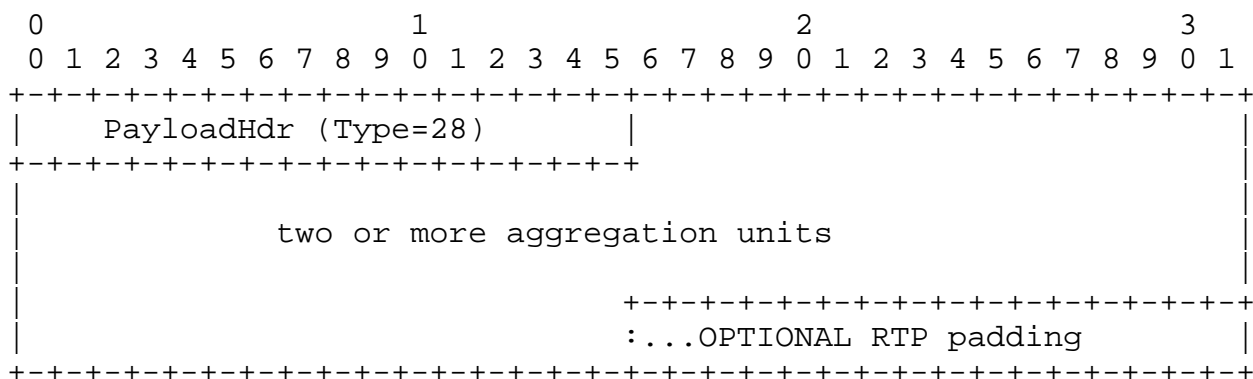 0                   1                   2                   3
 0 1 2 3 4 5 6 7 8 9 0 1 2 3 4 5 6 7 8 9 0 1 2 3 4 5 6 7 8 9 0 1
+-+-+-+-+-+-+-+-+-+-+-+-+-+-+-+-+-+-+-+-+-+-+-+-+-+-+-+-+-+-+-+-+
|    PayloadHdr (Type=28)       |                               |
+-+-+-+-+-+-+-+-+-+-+-+-+-+-+-+-+                               |
|                                                               |
|             two or more aggregation units                     |
|                                                               |
|                               +-+-+-+-+-+-+-+-+-+-+-+-+-+-+-+-+
|                               :...OPTIONAL RTP padding        |
+-+-+-+-+-+-+-+-+-+-+-+-+-+-+-+-+-+-+-+-+-+-+-+-+-+-+-+-+-+-+-+-+